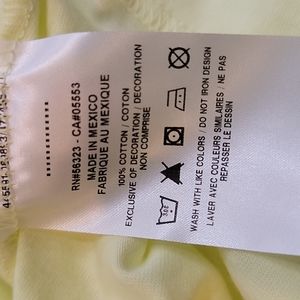 RN#56323 - CA#05553
MADE IN MEXICO
FABRIQUE AU MEXIQUE
100% COTTON / COTON
EXCLUSIVE OF DECORATION / DECORATION
NON COMPRISE
WASH WITH LIKE COLORS / DO NOT IRON DESIGN
LAVER AVEC COULEURS SIMILAIRES / NE PAS
REPASSER LE DESSIN